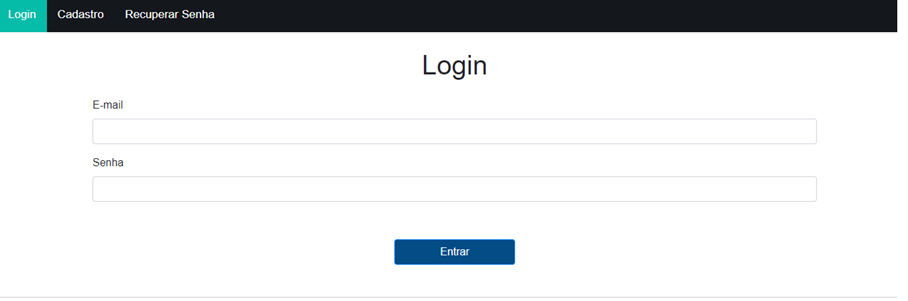 Login Cadastro Recuperar Senha
Login
E-mail
Senha
Entrar